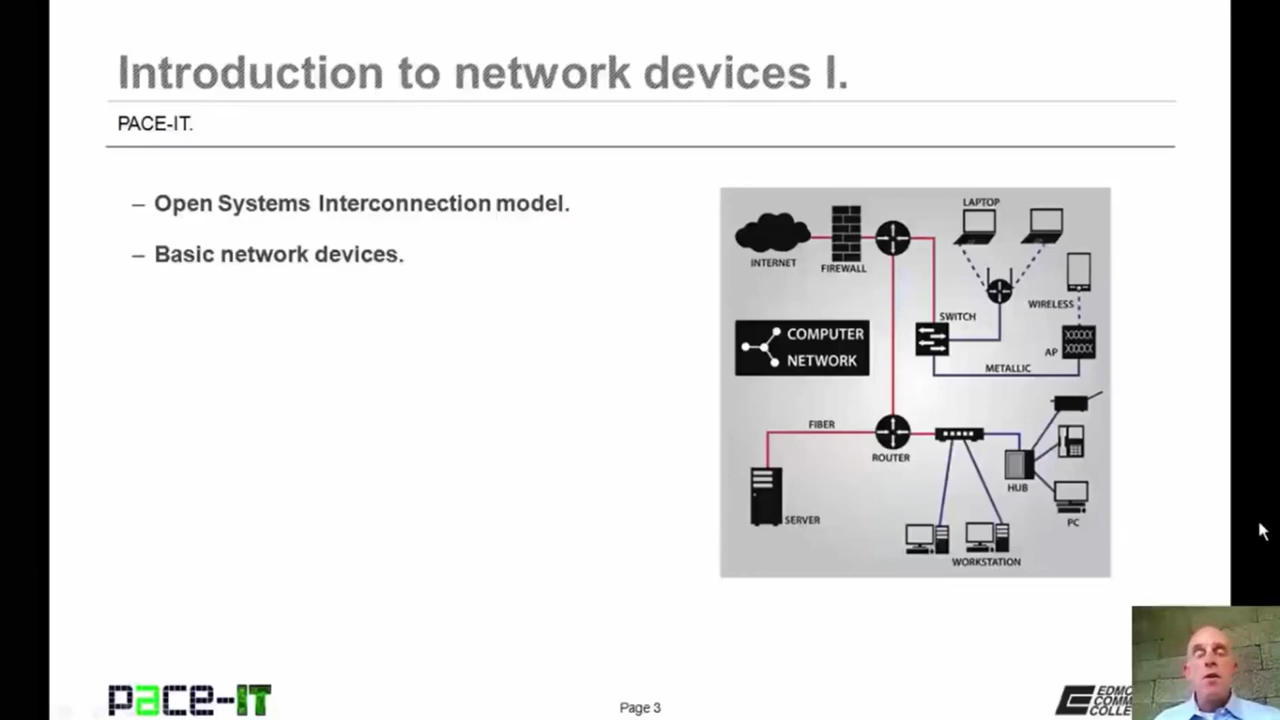 Introduction to network devices I.
PACE-IT.
– Open Systems Interconnection model.
– Basic network devices.
LAPTOP
INTERNET
FIREWALL
WIRELESS
SWITCH
COMPUTER
NETWORK
AP
METALLIC
FIBER
ROUTER
HUB
SERVER
PC
WORKSTATION
pace-IT
Page 3